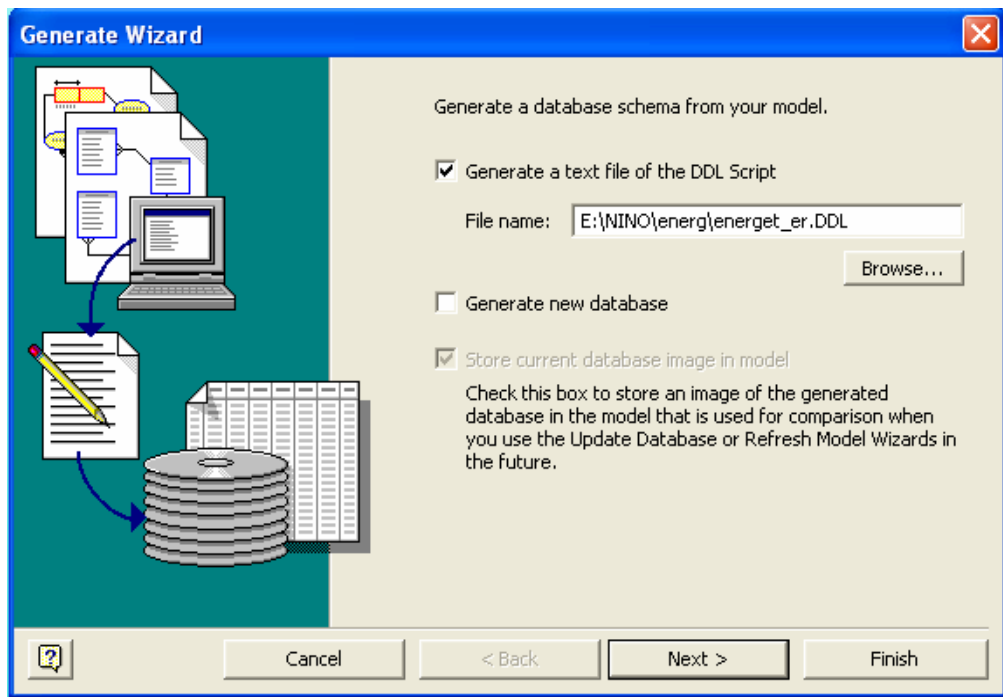 Generate Wizard
Generate a database schema from your model.
Generate a text file of the DDL Script
File name: E:\NINO\energ\energet_er.DDL
Browse...
Generate new database
Store current database image in model
Check this box to store an image of the generated
database in the model that is used for comparison when
you use the Update Database or Refresh Model Wizards in
the future.
Cancel < Back Next > Finish